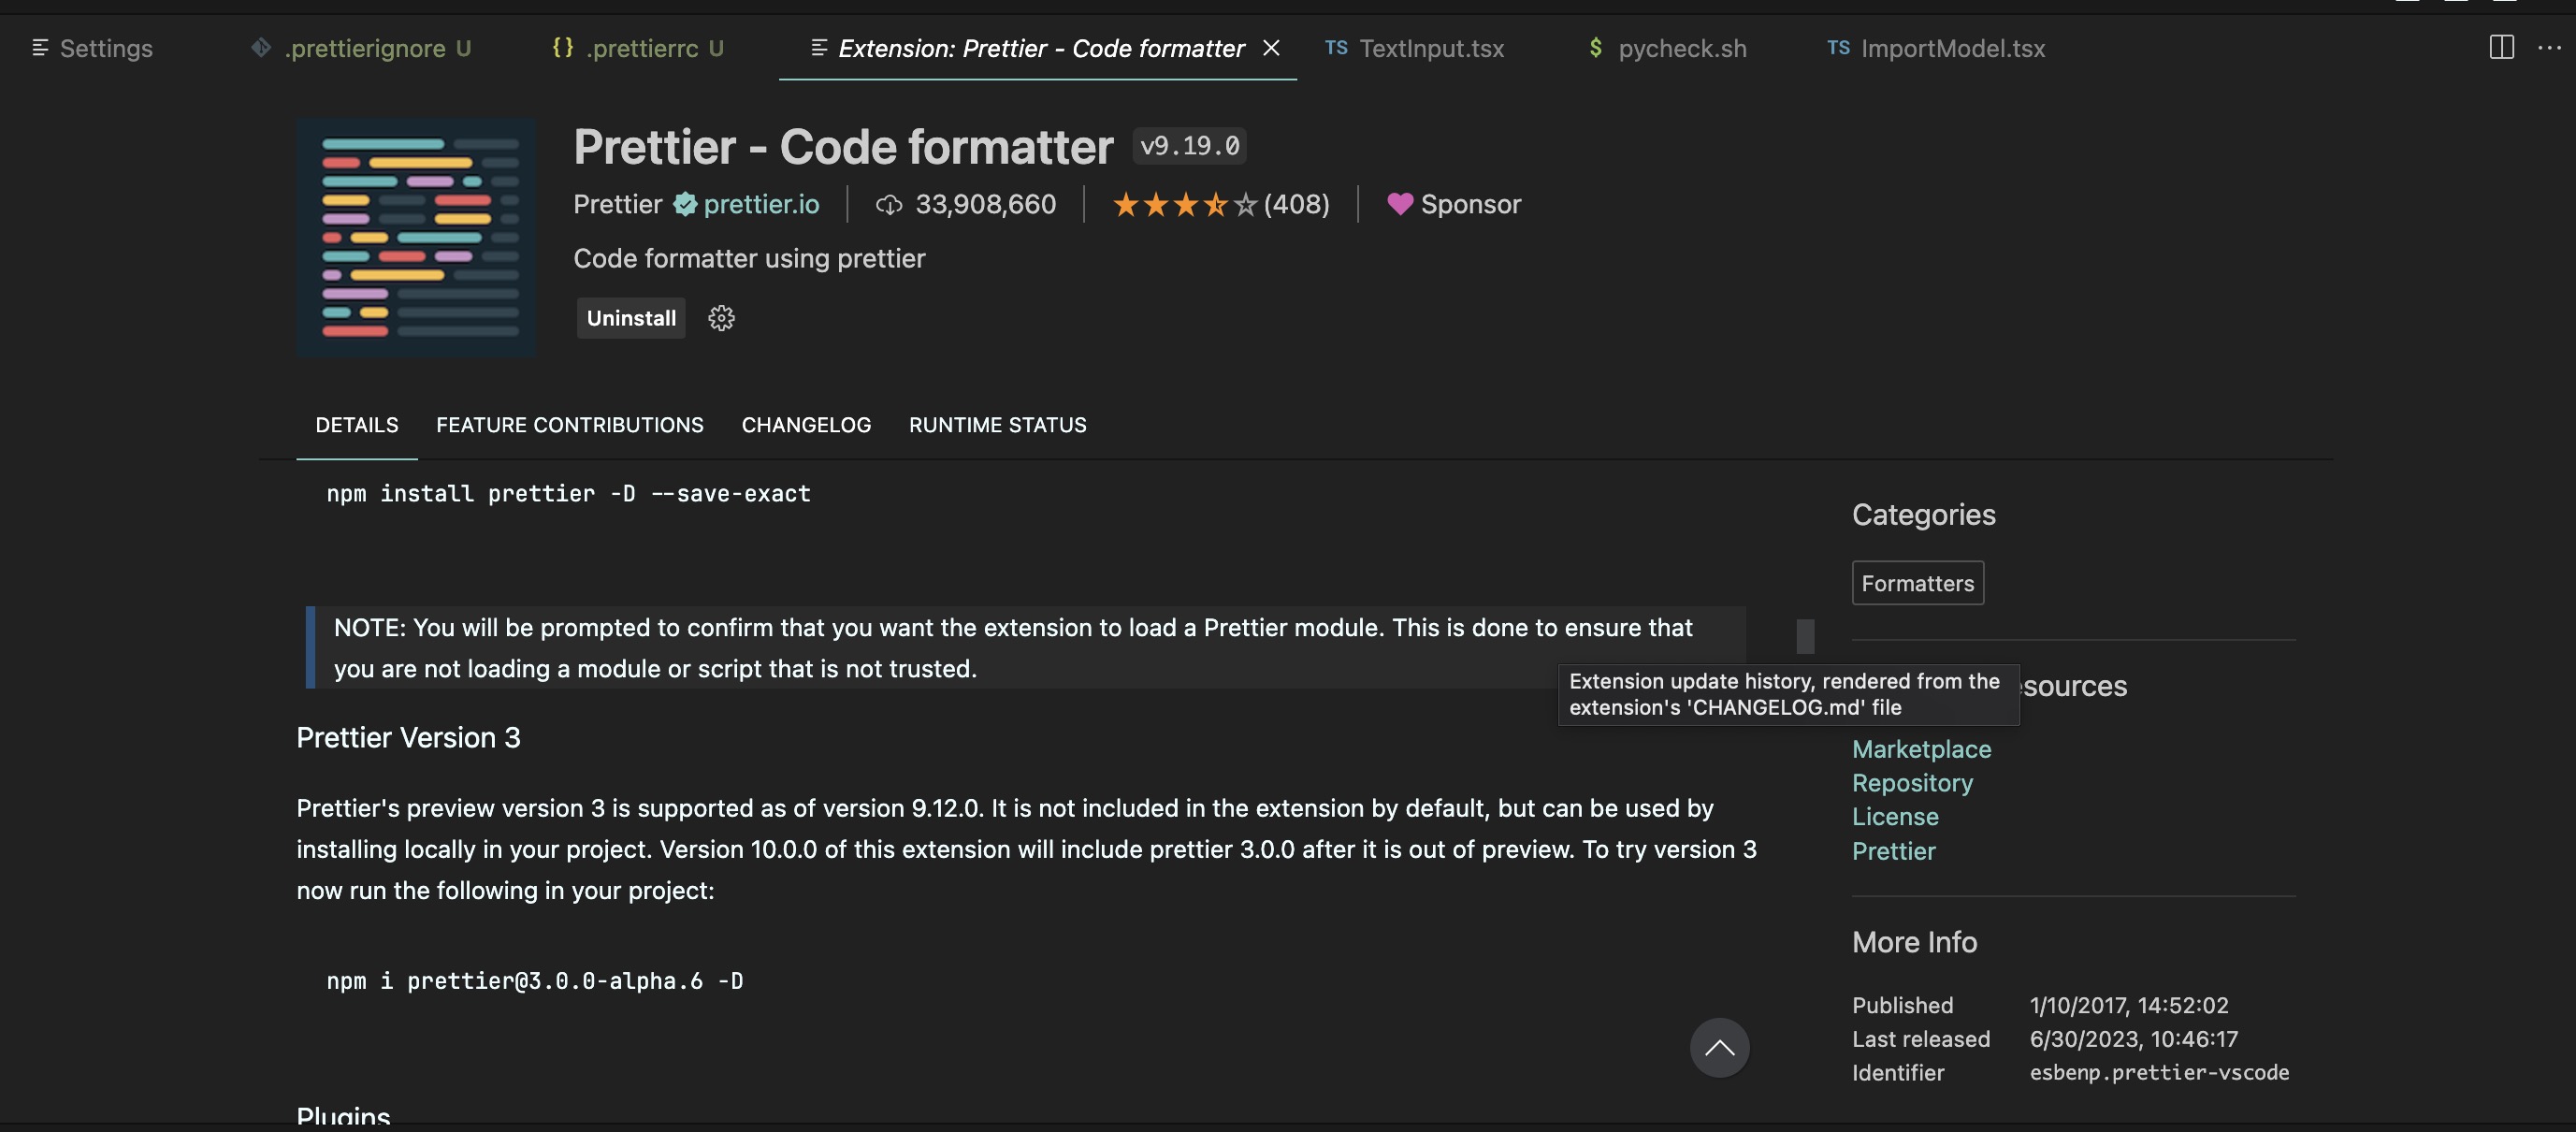 Settings
.prettierignore U
{} .prettierrc U
Extension: Prettier - Code formatter
TS TextInput.tsx
$ pycheck.sh
TS ImportModel.tsx
Prettier - Code formatter v9.19.0
Prettier prettier.io 33,908,660 (408) Sponsor
Code formatter using prettier
Uninstall
DETAILS FEATURE CONTRIBUTIONS CHANGELOG RUNTIME STATUS
npm install prettier -D --save-exact
NOTE: You will be prompted to confirm that you want the extension to load a Prettier module. This is done to ensure that
you are not loading a module or script that is not trusted.
Prettier Version 3
Prettier's preview version 3 is supported as of version 9.12.0. It is not included in the extension by default, but can be used by
installing locally in your project. Version 10.0.0 of this extension will include prettier 3.0.0 after it is out of preview. To try version 3
now run the following in your project:
npm i prettier@3.0.0-alpha.6 -D
Plugins
Categories
Formatters
Extension update history, rendered from the
extension's 'CHANGELOG.md' file
sources
Marketplace
Repository
License
Prettier
More Info
Published 1/10/2017, 14:52:02
Last released 6/30/2023, 10:46:17
Identifier esbenp.prettier-vscode